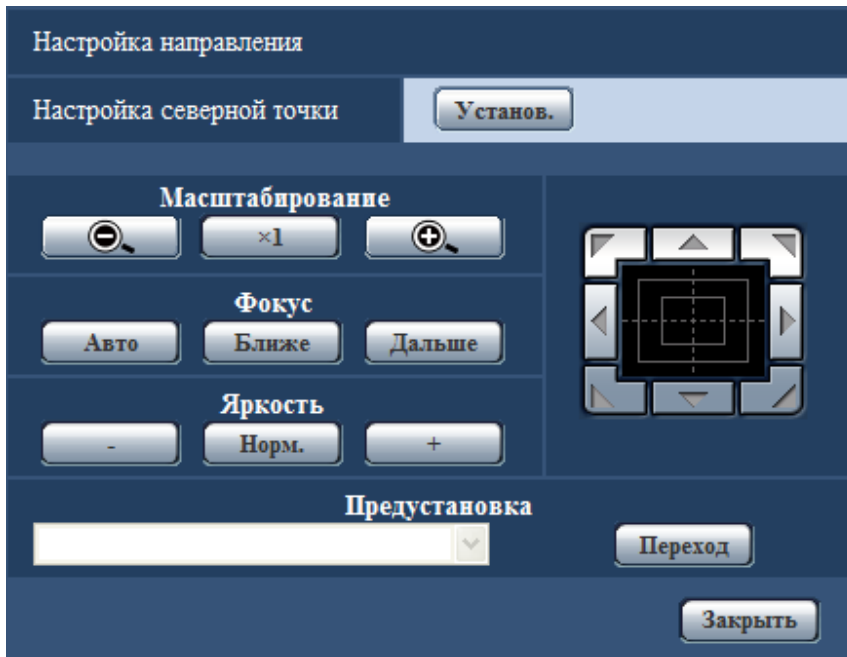 Настройка направления
Настройка северной точки Установ.
Масштабирование
×1
Фокус
Авто Ближе Дальше
Яркость
- Норм. +
Предустановка
Переход
Закрыть